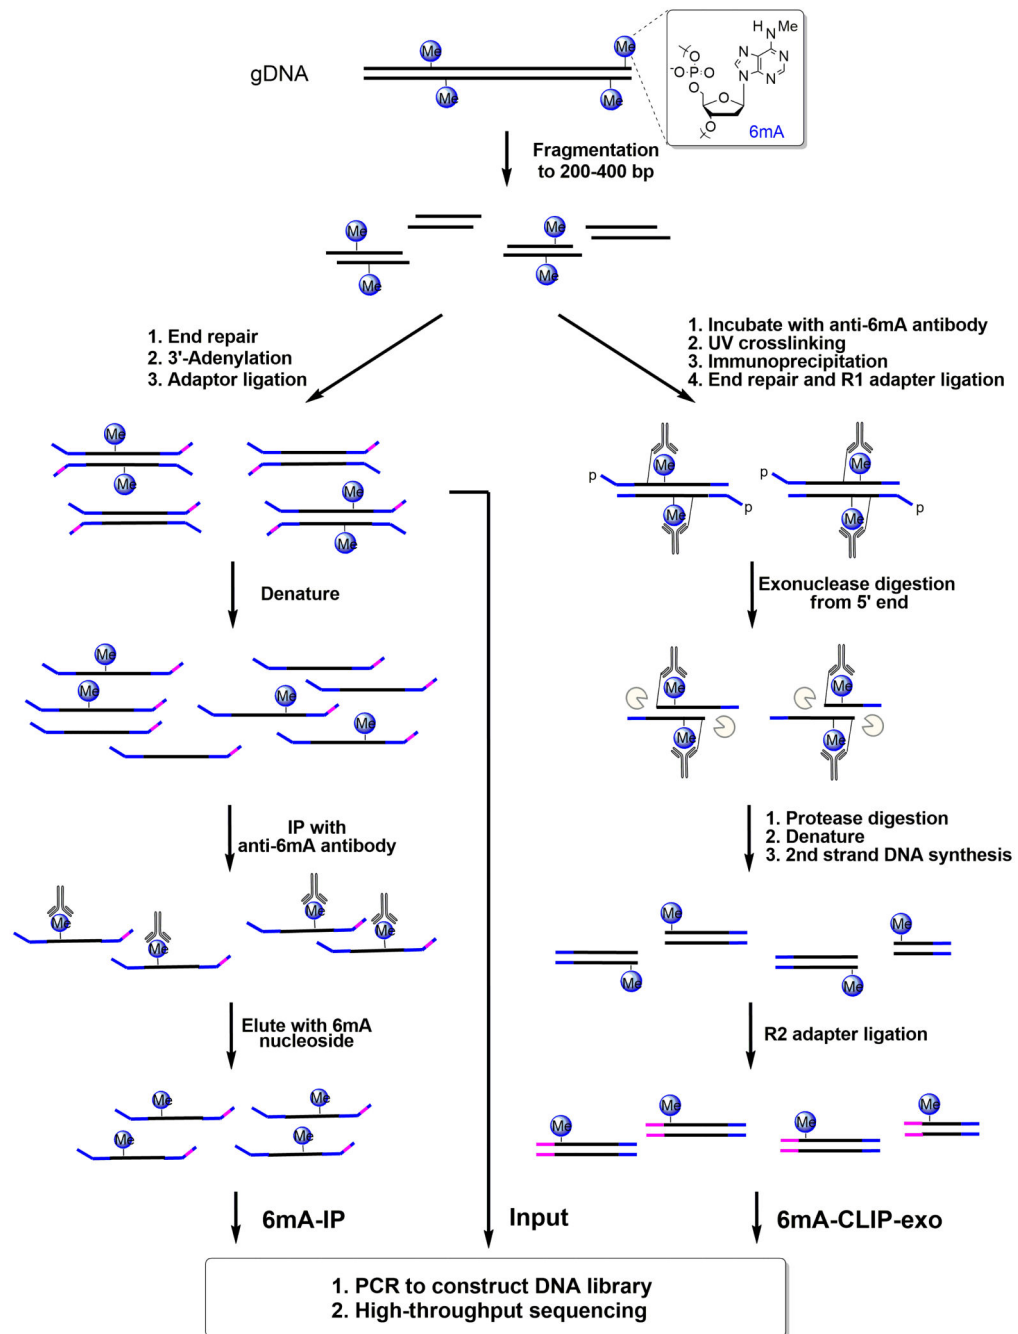 gDNA
Me
Me
Me
Me
H
N
Me
N
N
N
N
O
-O
P
O
O
O
O
6mA
Fragmentation
to 200-400 bp
Me
Me
Me
Me
1. End repair
2. 3'-Adenylation
3. Adaptor ligation
1. Incubate with anti-6mA antibody
2. UV crosslinking
3. Immunoprecipitation
4. End repair and R1 adapter ligation
Me
Me
Me
Me
p
Me
Me
p
Me
Me
p
Denature
Exonuclease digestion
from 5' end
Me
Me
Me
Me
Me
Me
Me
Me
IP with
anti-6mA antibody
1. Protease digestion
2. Denature
3. 2nd strand DNA synthesis
Me
Me
Me
Me
Me
Me
Me
Me
Elute with 6mA
nucleoside
R2 adapter ligation
Me
Me
Me
Me
Me
Me
Me
Me
6mA-IP
Input
6mA-CLIP-exo
1. PCR to construct DNA library
2. High-throughput sequencing